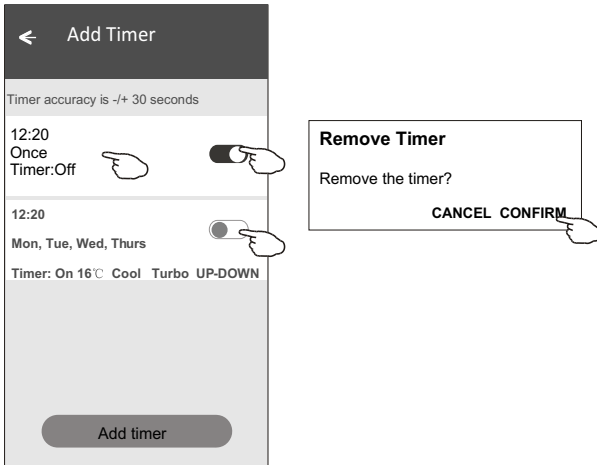 Add Timer
Timer accuracy is -/+ 30 seconds
12:20
Once
Timer:Off
12:20
Mon, Tue, Wed, Thurs
Timer: On 16℃ Cool Turbo UP-DOWN
Add timer
Remove Timer
Remove the timer?
CANCEL CONFIRM